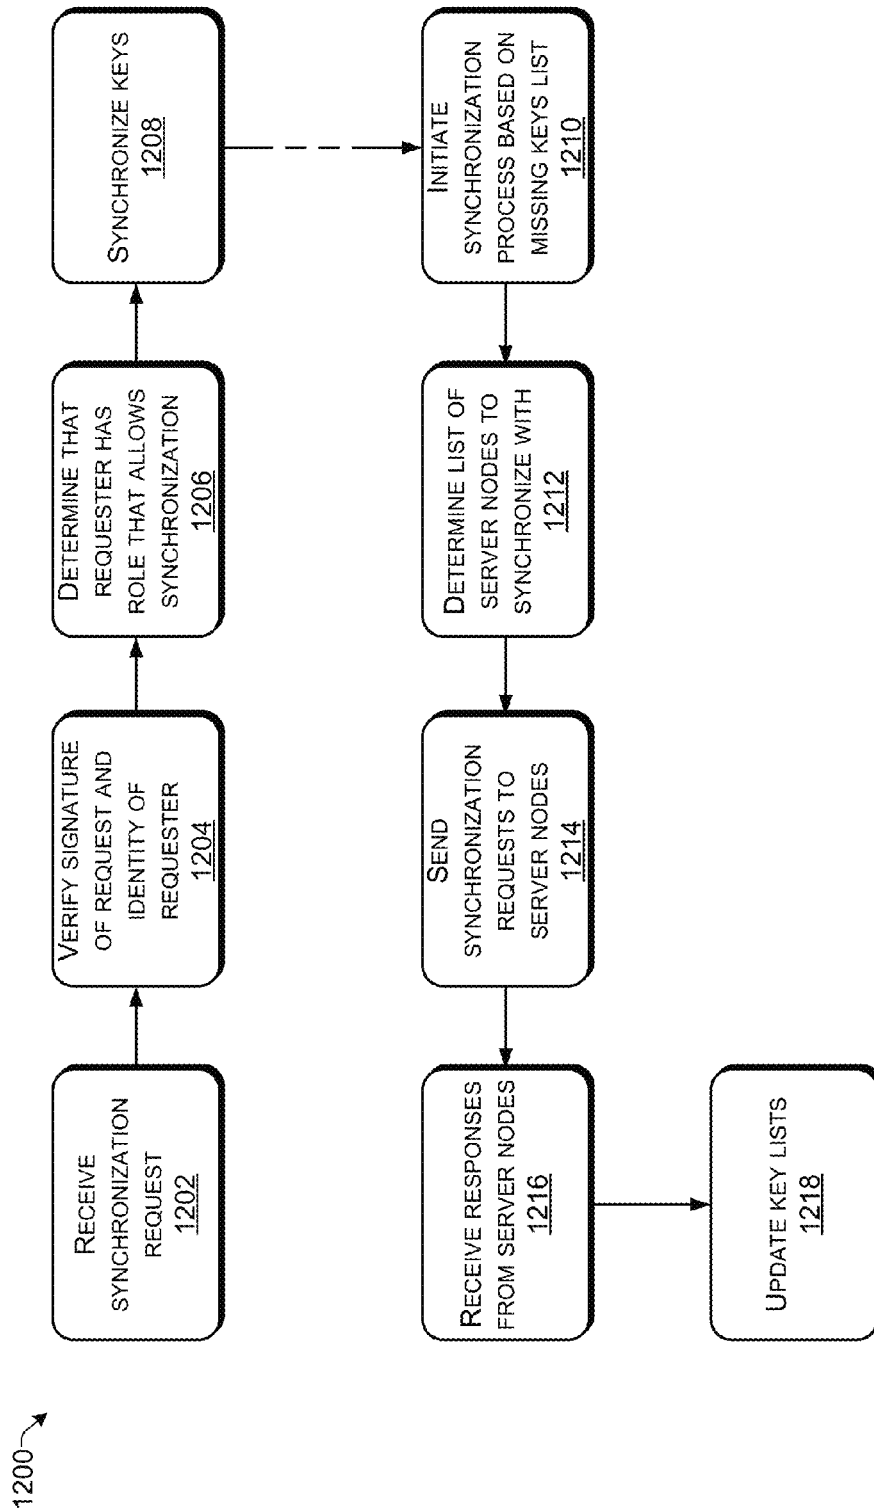 1200
RECEIVE
SYNCHRONIZATION
REQUEST
1202
VERIFY SIGNATURE
OF REQUEST AND
IDENTITY OF
REQUESTER
1204
DETERMINE THAT
REQUESTER HAS
ROLE THAT ALLOWS
SYNCHRONIZATION
1206
SYNCHRONIZE KEYS
1208
INITIATE
SYNCHRONIZATION
PROCESS BASED ON
MISSING KEYS LIST
1210
DETERMINE LIST OF
SERVER NODES TO
SYNCHRONIZE WITH
1212
SEND
SYNCHRONIZATION
REQUESTS TO
SERVER NODES
1214
RECEIVE RESPONSES
FROM SERVER NODES
1216
UPDATE KEY LISTS
1218